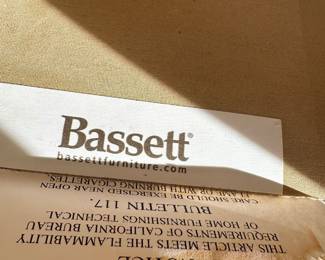 Bassett®
bassettfurniture.com
NOTICE
THIS ARTICLE MEETS THE FLAMMABILITY
REQUIREMENTS OF CALIFORNIA BUREAU
OF HOME FURNISHINGS TECHNICAL
BULLETIN 117.
CARE SHOULD BE EXERCISED NEAR OPEN
FLAME OR WITH BURNING CIGARETTES.